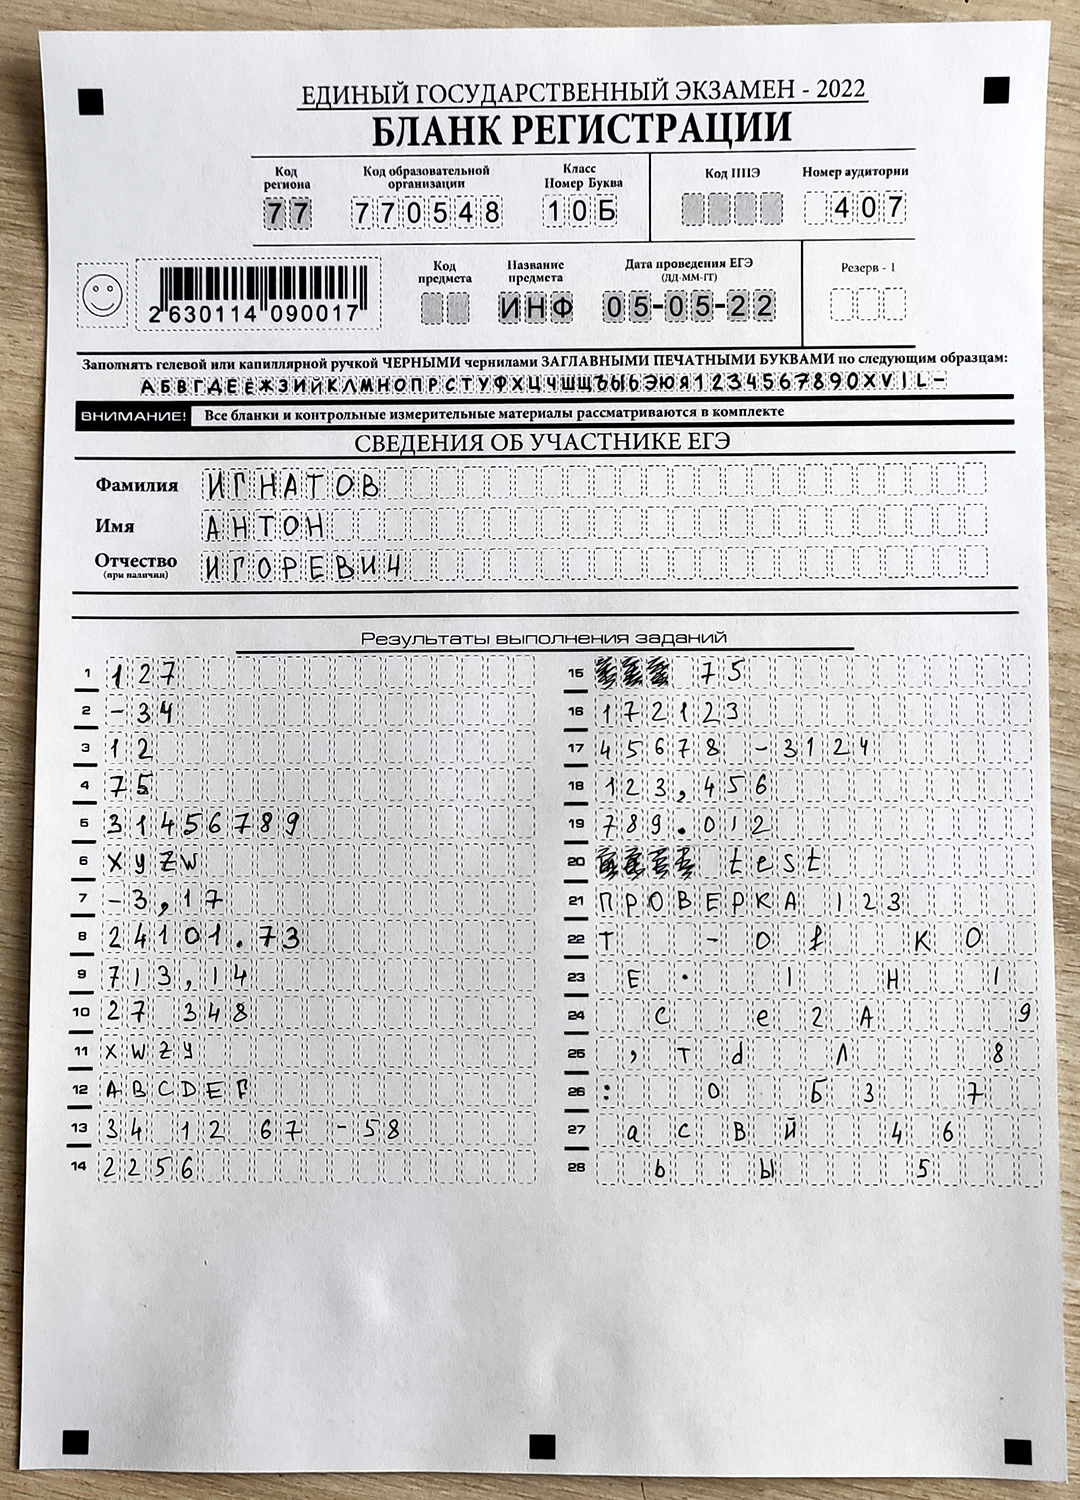 ЕДИНЫЙ ГОСУДАРСТВЕННЫЙ ЭКЗАМЕН - 2022
БЛАНК РЕГИСТРАЦИИ
Код региона
77
Код образовательной организации
770548
Класс
Номер Буква
10Б
Код ППЭ
Номер аудитории
407
2 630114 090017
Код предмета
Название предмета
ИНФ
Дата проведения ЕГЭ
(ДД-ММ-ГГ)
05-05-22
Резерв - 1
Заполнять гелевой или капиллярной ручкой ЧЕРНЫМИ чернилами ЗАГЛАВНЫМИ ПЕЧАТНЫМИ БУКВАМИ по следующим образцам:
АБВГДЕЁЖЗИЙКЛМНОПРСТУФХЦЧШЩЪЫЬЭЮЯ1234567890XVIL-
ВНИМАНИЕ! Все бланки и контрольные измерительные материалы рассматриваются в комплекте
СВЕДЕНИЯ ОБ УЧАСТНИКЕ ЕГЭ
Фамилия ИГНАТОВ
Имя АНТОН
Отчество ИГОРЕВИЧ
(при наличии)
Результаты выполнения заданий
1 127
2 -34
3 12
4 75
5 31456789
6 XYZW
7 -3,17
8 24101.73
9 713,14
10 27 348
11 XWZY
12 ABCDEF
13 34 12 67 -58
14 2256
15 75
16 172123
17 45678 -3124
18 123,456
19 789.012
20 test
21 ПРОВЕРКА 123
22 Т - О f К О
23 Е . 1 Н 1
24 С е 2 А 9
25 , т d Л 8
26 : О Б 3 7
27 а с В й 4 6
28 ь Ы 5